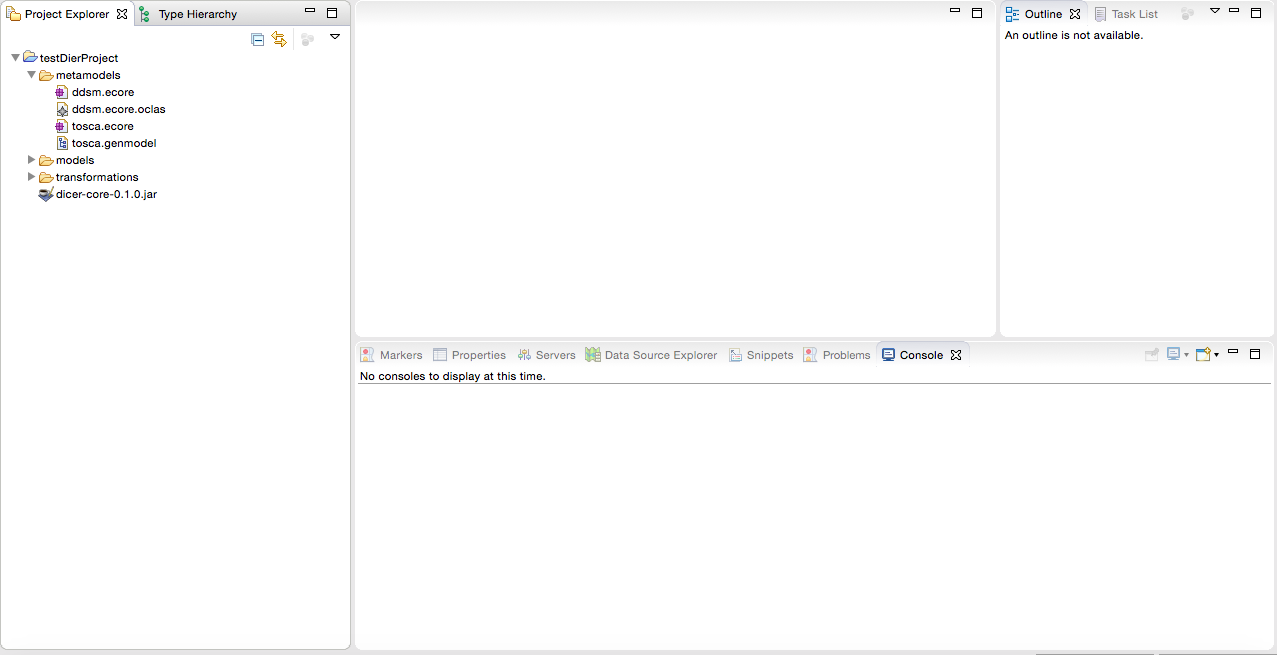 Project Explorer
Type Hierarchy
testDierProject
metamodels
ddsm.ecore
ddsm.ecore.oclas
tosca.ecore
tosca.genmodel
models
transformations
dicer-core-0.1.0.jar
Outline
Task List
An outline is not available.
Markers
Properties
Servers
Data Source Explorer
Snippets
Problems
Console
No consoles to display at this time.